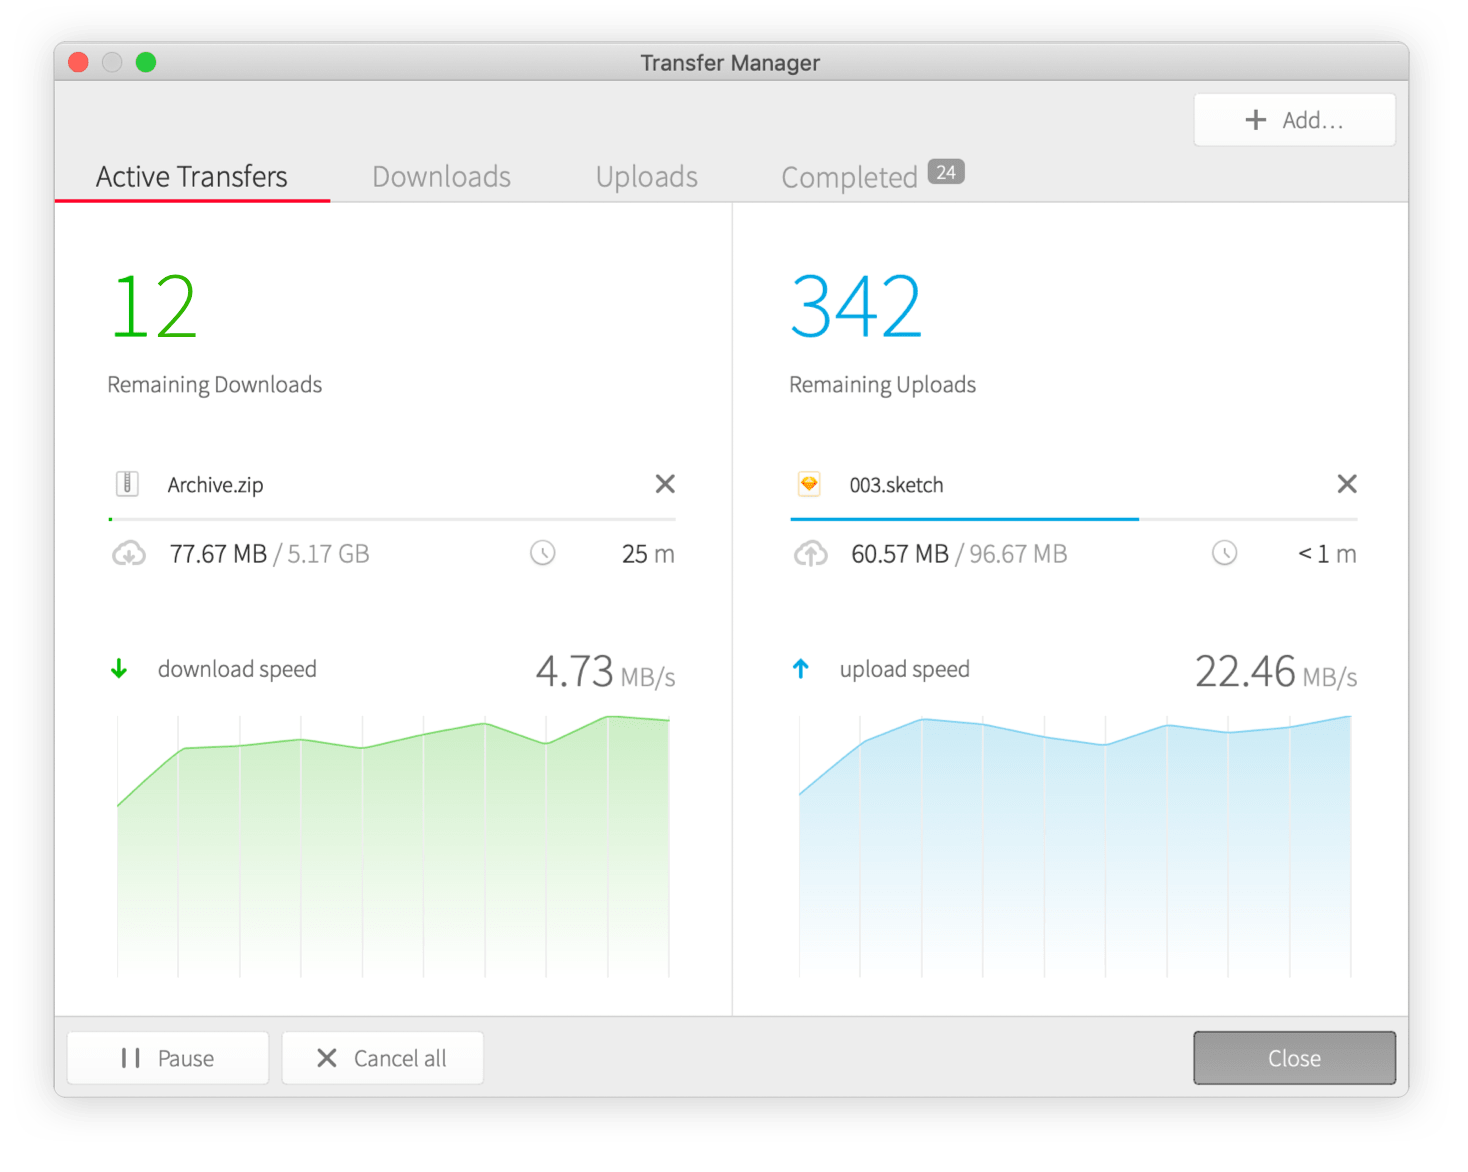 Transfer Manager
Add...
Active Transfers
Downloads
Uploads
Completed 24
12
Remaining Downloads
Archive.zip
77.67 MB / 5.17 GB
25 m
download speed
4.73 MB/s
342
Remaining Uploads
003.sketch
60.57 MB / 96.67 MB
< 1 m
upload speed
22.46 MB/s
Pause
Cancel all
Close